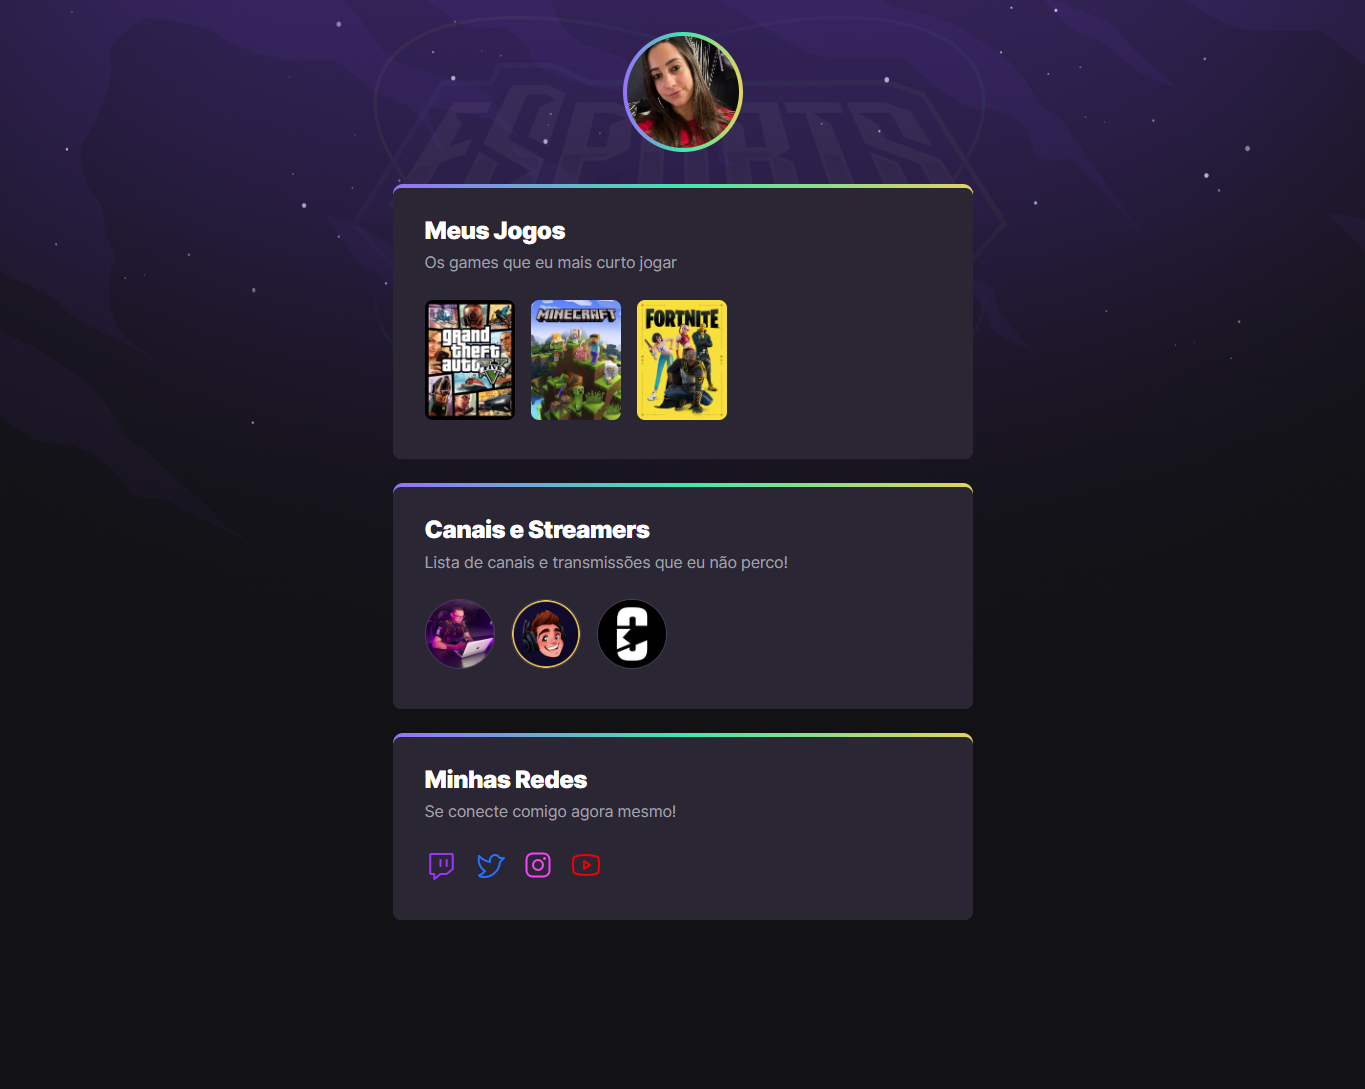 ESPORTS
Meus Jogos
Os games que eu mais curto jogar
grand
theft
auto
V
FIVE
MINECRAFT
FORTNITE
Canais e Streamers
Lista de canais e transmissões que eu não perco!
Minhas Redes
Se conecte comigo agora mesmo!